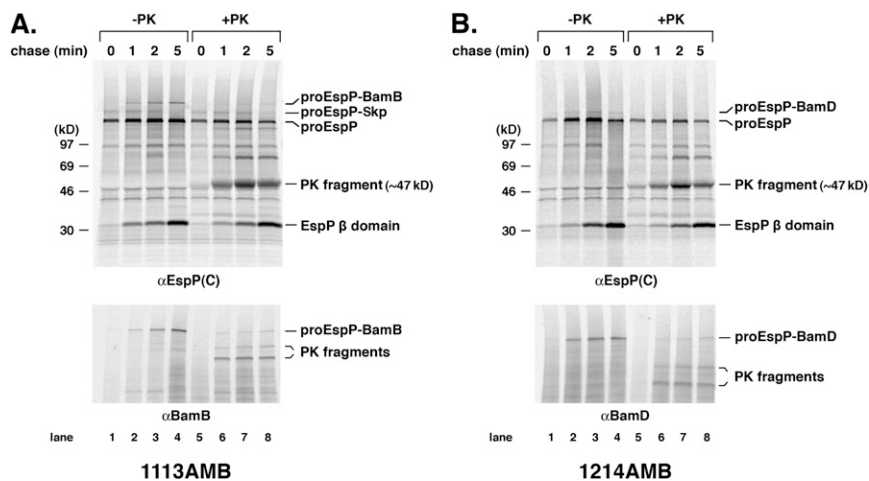 A.
-PK +PK
chase (min) 0 1 2 5 0 1 2 5
proEspP-BamB
proEspP-Skp
proEspP
(kD)
97
69
46
30
PK fragment (~47 kD)
EspP β domain
αEspP(C)
proEspP-BamB
PK fragments
αBamB
lane 1 2 3 4 5 6 7 8
1113AMB
B.
-PK +PK
chase (min) 0 1 2 5 0 1 2 5
proEspP-BamD
proEspP
(kD)
97
69
46
30
PK fragment (~47 kD)
EspP β domain
αEspP(C)
proEspP-BamD
PK fragments
αBamD
lane 1 2 3 4 5 6 7 8
1214AMB